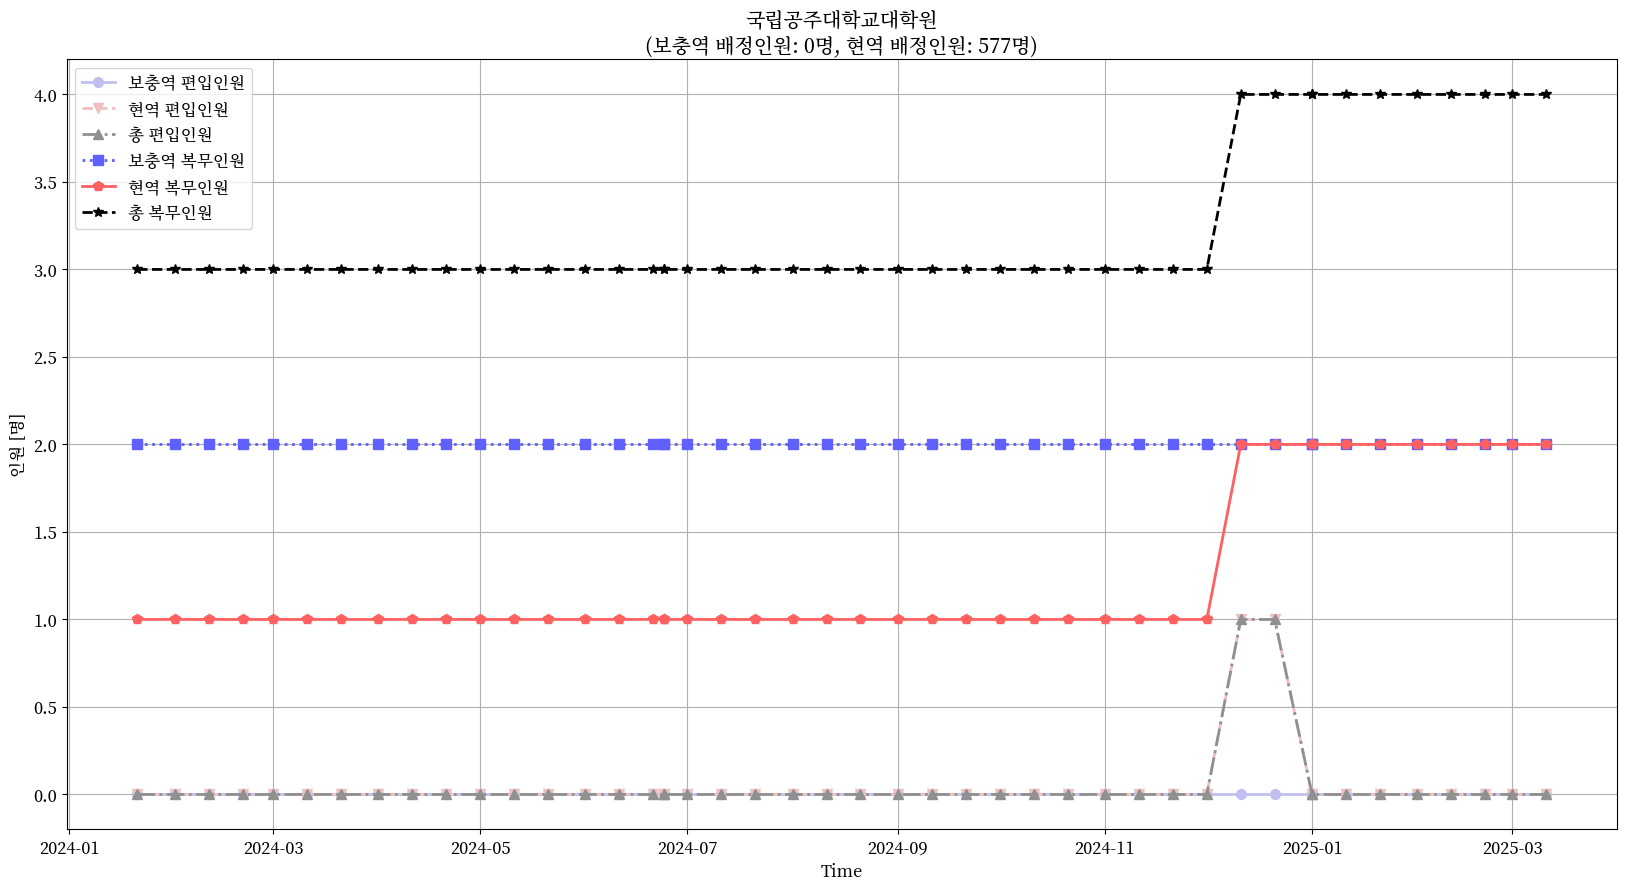 국립공주대학교대학원
(보충역 배정인원: 0명, 현역 배정인원: 577명)
보충역 편입인원
현역 편입인원
총 편입인원
보충역 복무인원
현역 복무인원
총 복무인원
4.0
3.5
3.0
2.5
2.0
1.5
1.0
0.5
0.0
인원 [명]
2024-01
2024-03
2024-05
2024-07
2024-09
2024-11
2025-01
2025-03
Time